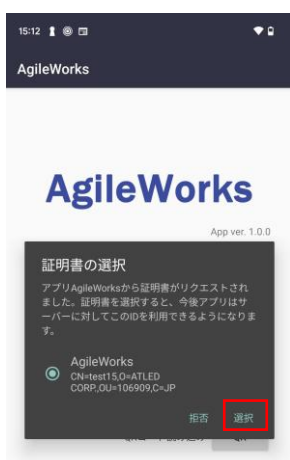 15:12
AgileWorks
AgileWorks
App ver. 1.0.0
証明書の選択
アプリAgileWorksから証明書がリクエストされ
ました。証明書を選択すると、今後アプリはサ
ーバーに対してこのIDを利用できるようになりま
す。
AgileWorks
CN=test15,O=ATLED
CORP.,OU=106909,C=JP
拒否 選択